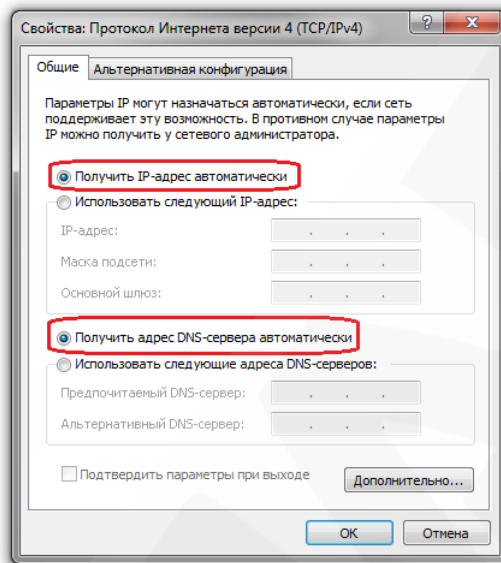 Свойства: Протокол Интернета версии 4 (TCP/IPv4)
Общие
Альтернативная конфигурация
Параметры IP могут назначаться автоматически, если сеть
поддерживает эту возможность. В противном случае параметры
IP можно получить у сетевого администратора.
Получить IP-адрес автоматически
Использовать следующий IP-адрес:
IP-адрес:
Маска подсети:
Основной шлюз:
Получить адрес DNS-сервера автоматически
Использовать следующие адреса DNS-серверов:
Предпочитаемый DNS-сервер:
Альтернативный DNS-сервер:
Подтвердить параметры при выходе
Дополнительно...
ОК
Отмена